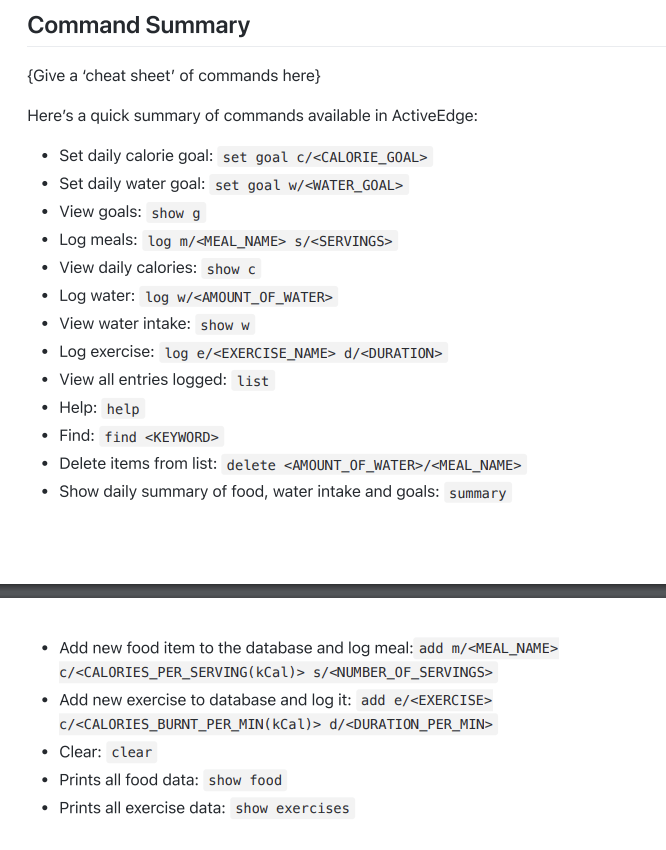 Command Summary
{Give a ‘cheat sheet’ of commands here}
Here’s a quick summary of commands available in ActiveEdge:
• Set daily calorie goal: set goal c/<CALORIE_GOAL>
• Set daily water goal: set goal w/<WATER_GOAL>
• View goals: show g
• Log meals: log m/<MEAL_NAME> s/<SERVINGS>
• View daily calories: show c
• Log water: log w/<AMOUNT_OF_WATER>
• View water intake: show w
• Log exercise: log e/<EXERCISE_NAME> d/<DURATION>
• View all entries logged: list
• Help: help
• Find: find <KEYWORD>
• Delete items from list: delete <AMOUNT_OF_WATER>/<MEAL_NAME>
• Show daily summary of food, water intake and goals: summary
• Add new food item to the database and log meal: add m/<MEAL_NAME>
c/<CALORIES_PER_SERVING(kCal)> s/<NUMBER_OF_SERVINGS>
• Add new exercise to database and log it: add e/<EXERCISE>
c/<CALORIES_BURNT_PER_MIN(kCal)> d/<DURATION_PER_MIN>
• Clear: clear
• Prints all food data: show food
• Prints all exercise data: show exercises